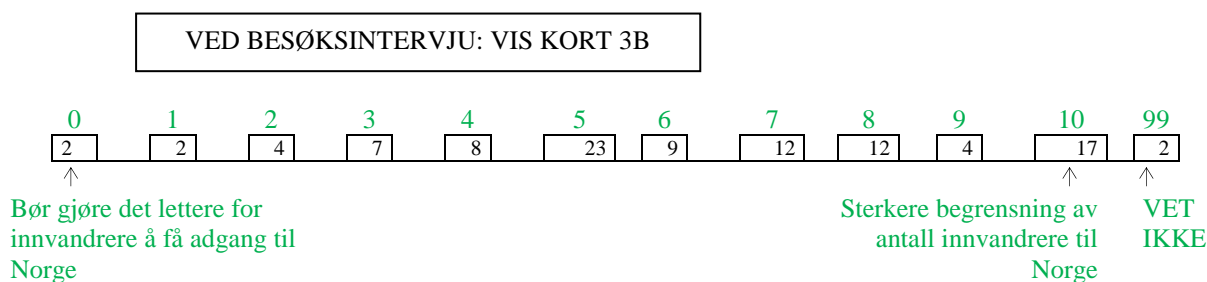 VED BESØKSINTERVJU: VIS KORT 3B
0 1 2 3 4 5 6 7 8 9 10 99
2 2 4 7 8 23 9 12 12 4 17 2
Bør gjøre det lettere for
innvandrere å få adgang til
Norge
Sterkere begrensning av
antall innvandrere til
Norge
VET
IKKE